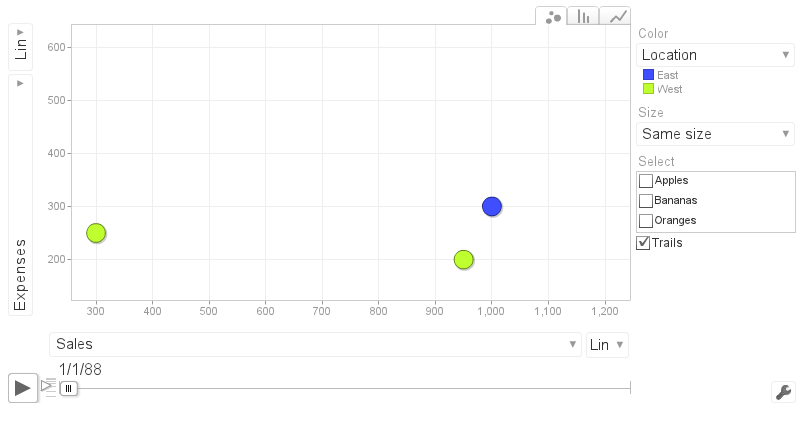 Lin
Expenses
600
500
400
300
200
300 400 500 600 700 800 900 1,000 1,100 1,200
Sales
Lin
1/1/88
Color
Location
East
West
Size
Same size
Select
Apples
Bananas
Oranges
Trails